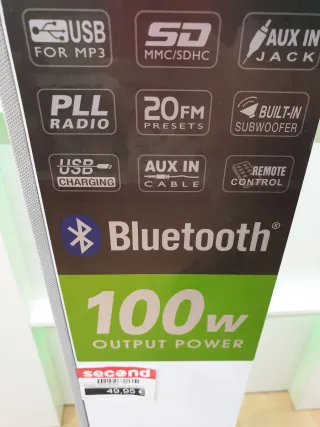 USB
FOR MP3
SD
MMC/SDHC
AUX IN
JACK
PLL
RADIO
20FM
PRESETS
BUILT-IN
SUBWOOFER
USB
CHARGING
AUX IN
CABLE
REMOTE
CONTROL
Bluetooth®
100W
OUTPUT POWER
second
49,95 €